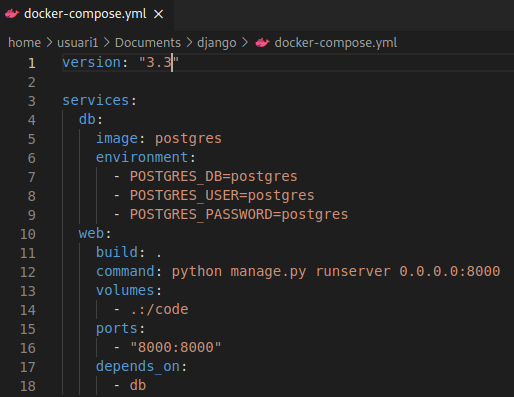 docker-compose.yml ×
home > usuari1 > Documents > django > docker-compose.yml
1 version: "3.3"
2
3 services:
4   db:
5     image: postgres
6     environment:
7       - POSTGRES_DB=postgres
8       - POSTGRES_USER=postgres
9       - POSTGRES_PASSWORD=postgres
10   web:
11     build: .
12     command: python manage.py runserver 0.0.0.0:8000
13     volumes:
14       - .:/code
15     ports:
16       - "8000:8000"
17     depends_on:
18       - db